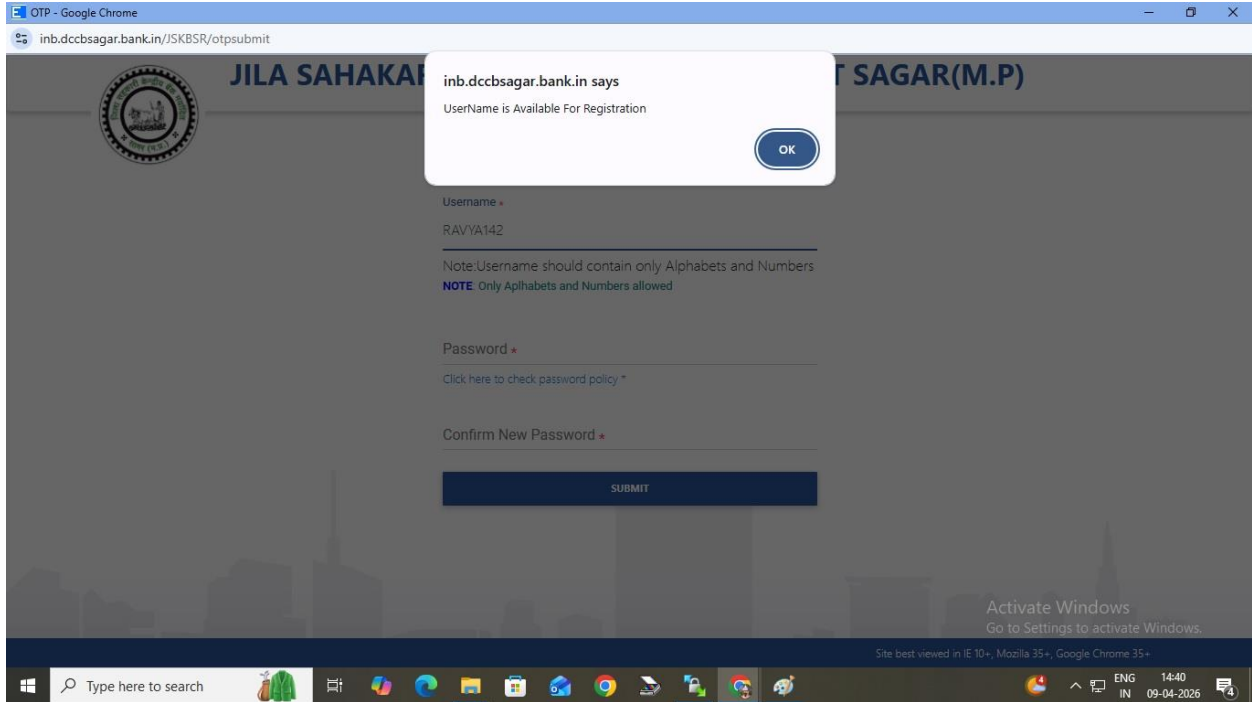 OTP - Google Chrome
inb.dccbsagar.bank.in/JSKBSR/otpsubmit
JILA SAHAKAR
T SAGAR(M.P)
inb.dccbsagar.bank.in says
UserName is Available For Registration
OK
Username *
RAVYA142
Note:Username should contain only Alphabets and Numbers
NOTE: Only Aplhabets and Numbers allowed
Password *
Click here to check password policy *
Confirm New Password *
SUBMIT
Activate Windows
Go to Settings to activate Windows.
Site best viewed in IE 10+, Mozilla 35+, Google Chrome 35+
Type here to search
ENG
IN
14:40
09-04-2026
4